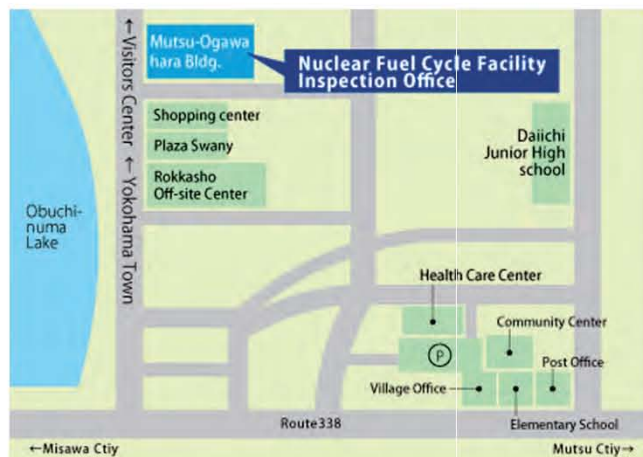 ←Visitors Center ←Yokohama Town
Mutsu-Ogawa
hara Bldg.
Nuclear Fuel Cycle Facility
Inspection Office
Shopping center
Plaza Swany
Rokkasho
Off-site Center
Daiichi
Junior High
school
Obuchi-
numa
Lake
Health Care Center
Community Center
P
Post Office
Village Office
Route338
Elementary School
←Misawa Ctiy
Mutsu Ctiy→